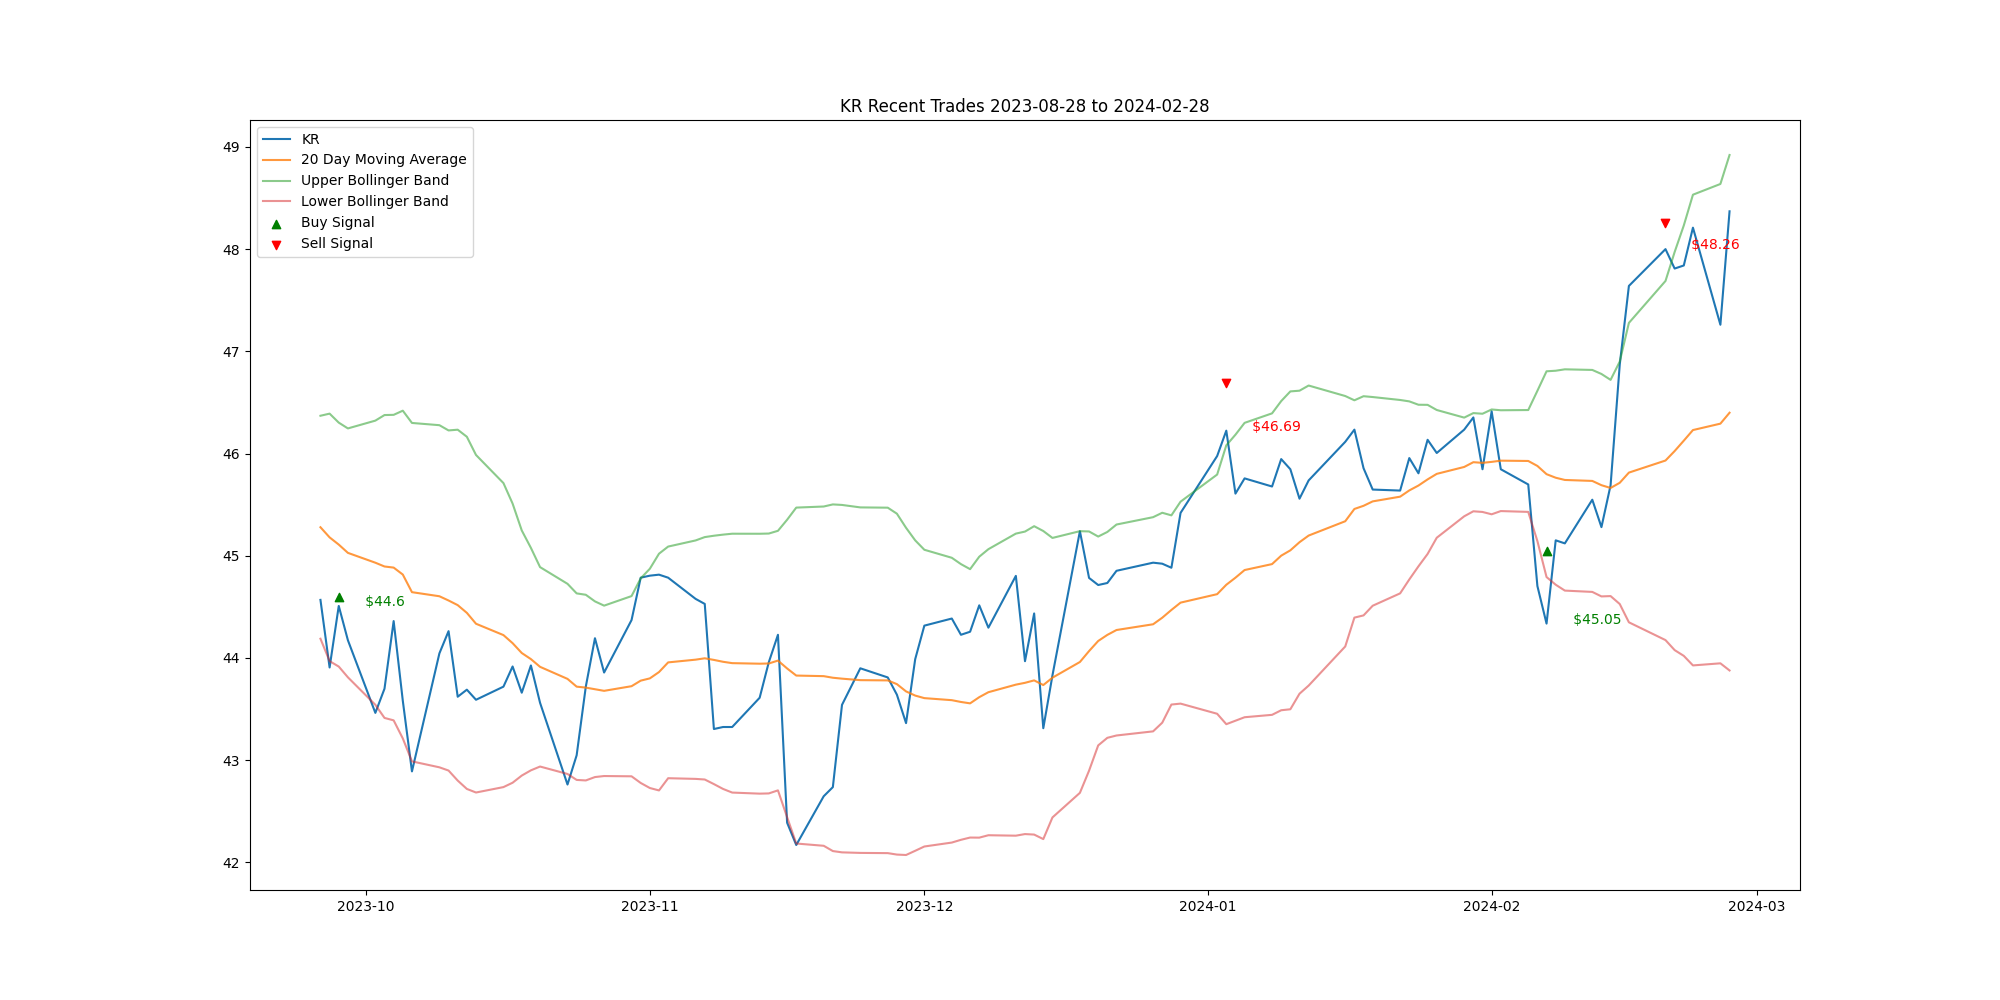 KR Recent Trades 2023-08-28 to 2024-02-28
KR
20 Day Moving Average
Upper Bollinger Band
Lower Bollinger Band
Buy Signal
Sell Signal
49
48
47
46
45
44
43
42
$44.6
$46.69
$45.05
$48.26
2023-10
2023-11
2023-12
2024-01
2024-02
2024-03